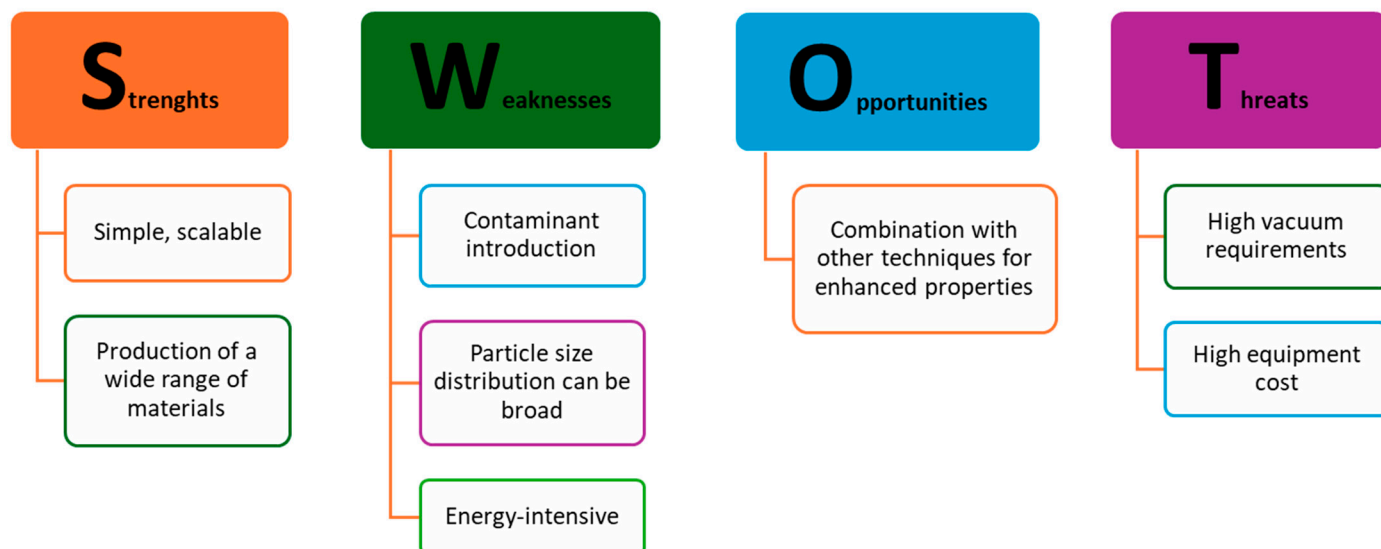 Strenghts
Simple, scalable
Production of a
wide range of
materials
Weaknesses
Contaminant
introduction
Particle size
distribution can be
broad
Energy-intensive
Opportunities
Combination with
other techniques for
enhanced properties
Threats
High vacuum
requirements
High equipment
cost